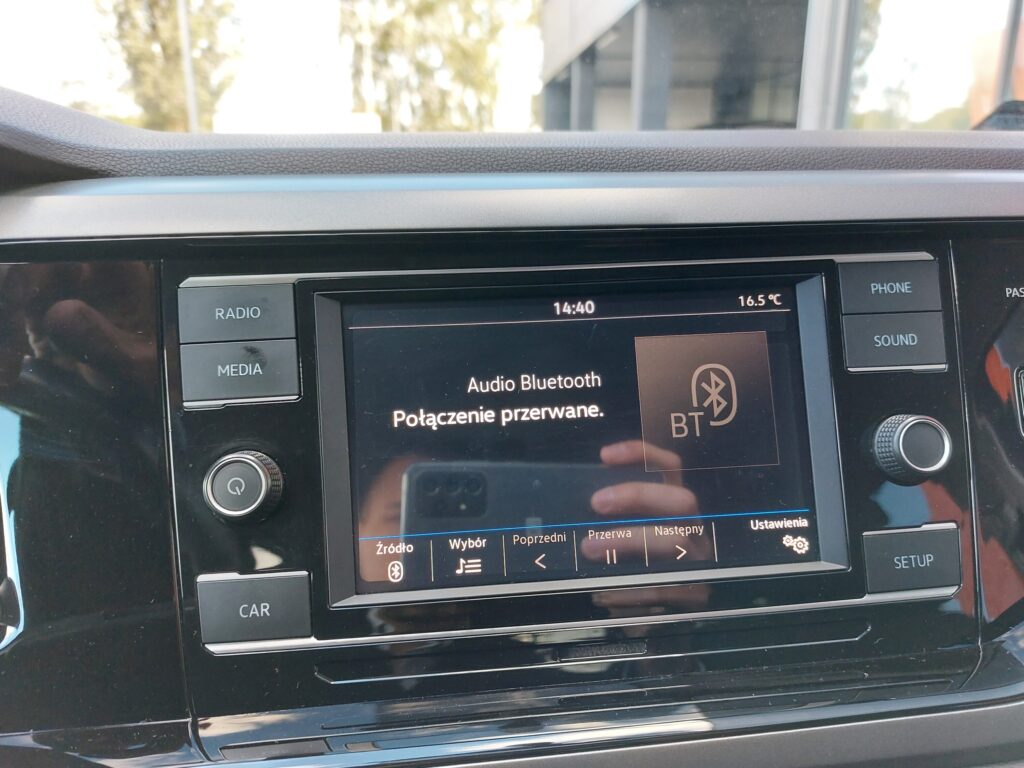 RADIO
MEDIA
CAR
14:40
16.5 °C
Audio Bluetooth
Połączenie przerwane.
BT
Źródło
Wybór
Poprzedni
Przerwa
Następny
Ustawienia
PHONE
SOUND
SETUP
PAS